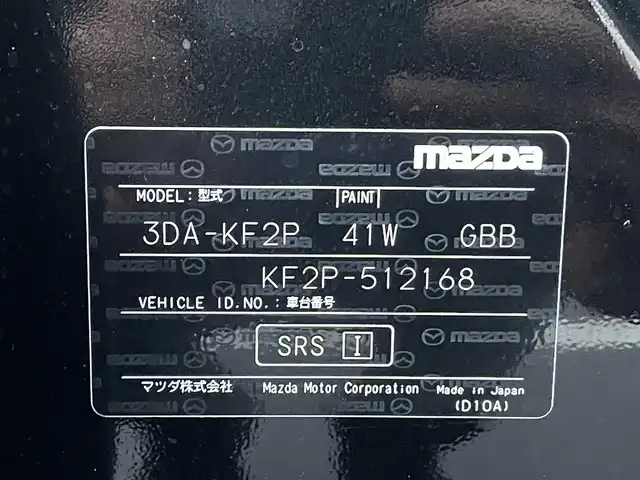 mazda
MODEL:型式 PAINT
3DA-KF2P 41W GBB
KF2P-512168
VEHICLE ID.NO.:車台番号
SRS I
マツダ株式会社 Mazda Motor Corporation Made in Japan
(D10A)